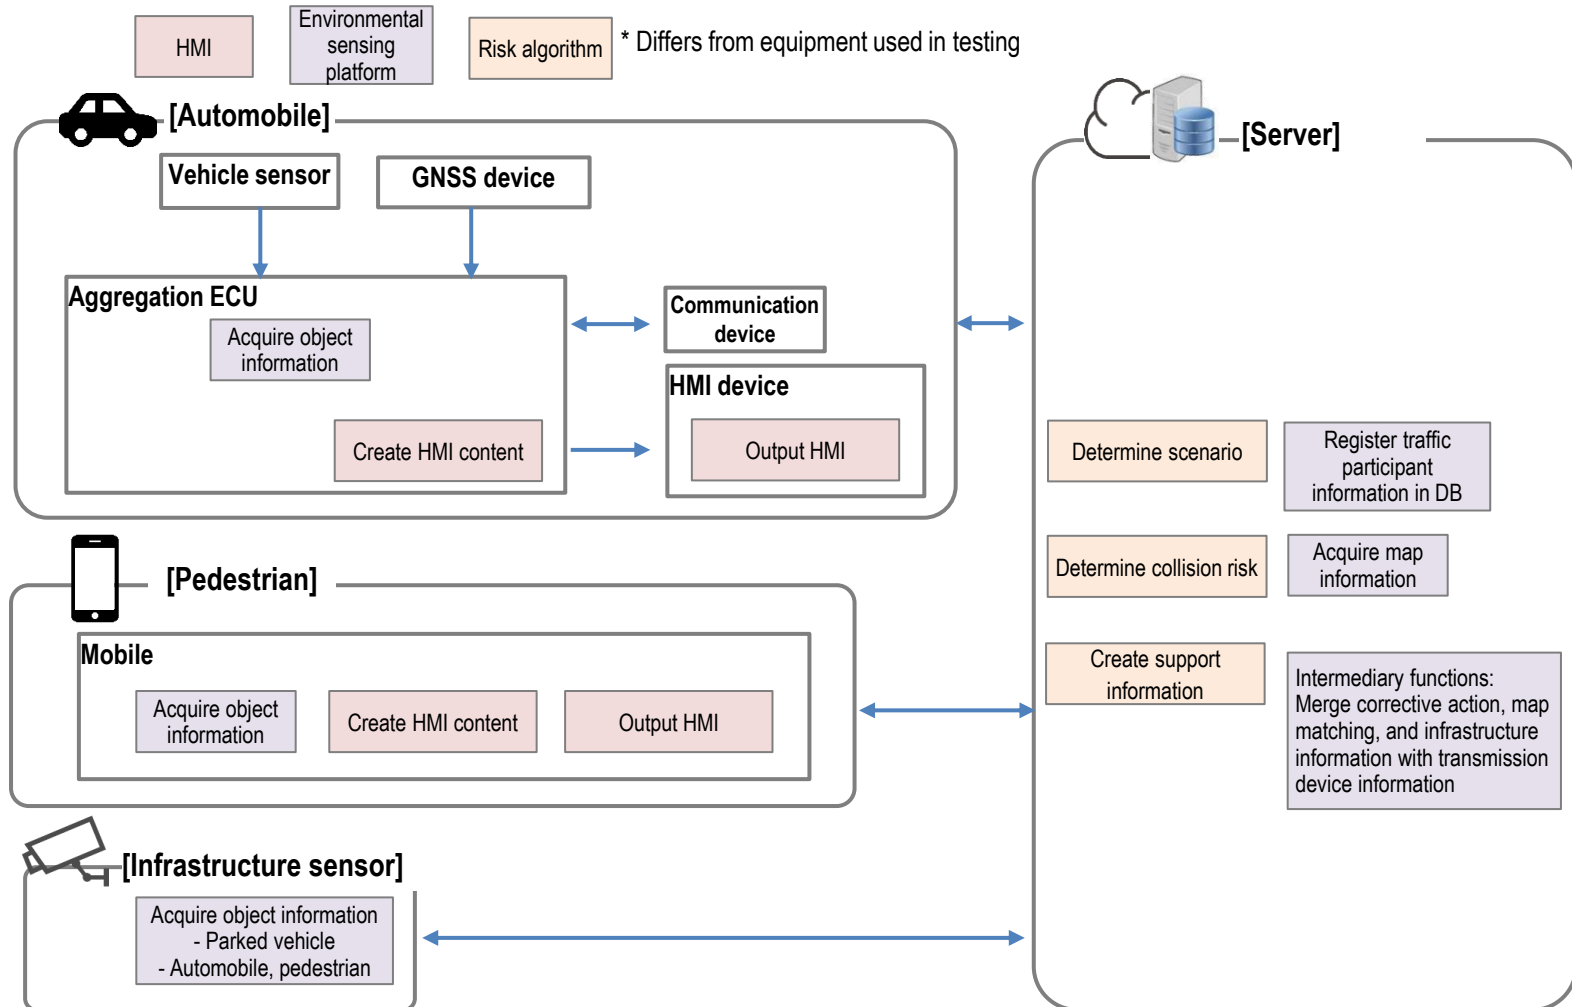 HMI
Environmental
sensing
platform
Risk algorithm
* Differs from equipment used in testing
[Automobile]
Vehicle sensor
GNSS device
Aggregation ECU
Acquire object
information
Create HMI content
Communication
device
HMI device
Output HMI
[Pedestrian]
Mobile
Acquire object
information
Create HMI content
Output HMI
[Infrastructure sensor]
Acquire object information
- Parked vehicle
- Automobile, pedestrian
[Server]
Determine scenario
Register traffic
participant
information in DB
Determine collision risk
Acquire map
information
Create support
information
Intermediary functions:
Merge corrective action, map
matching, and infrastructure
information with transmission
device information